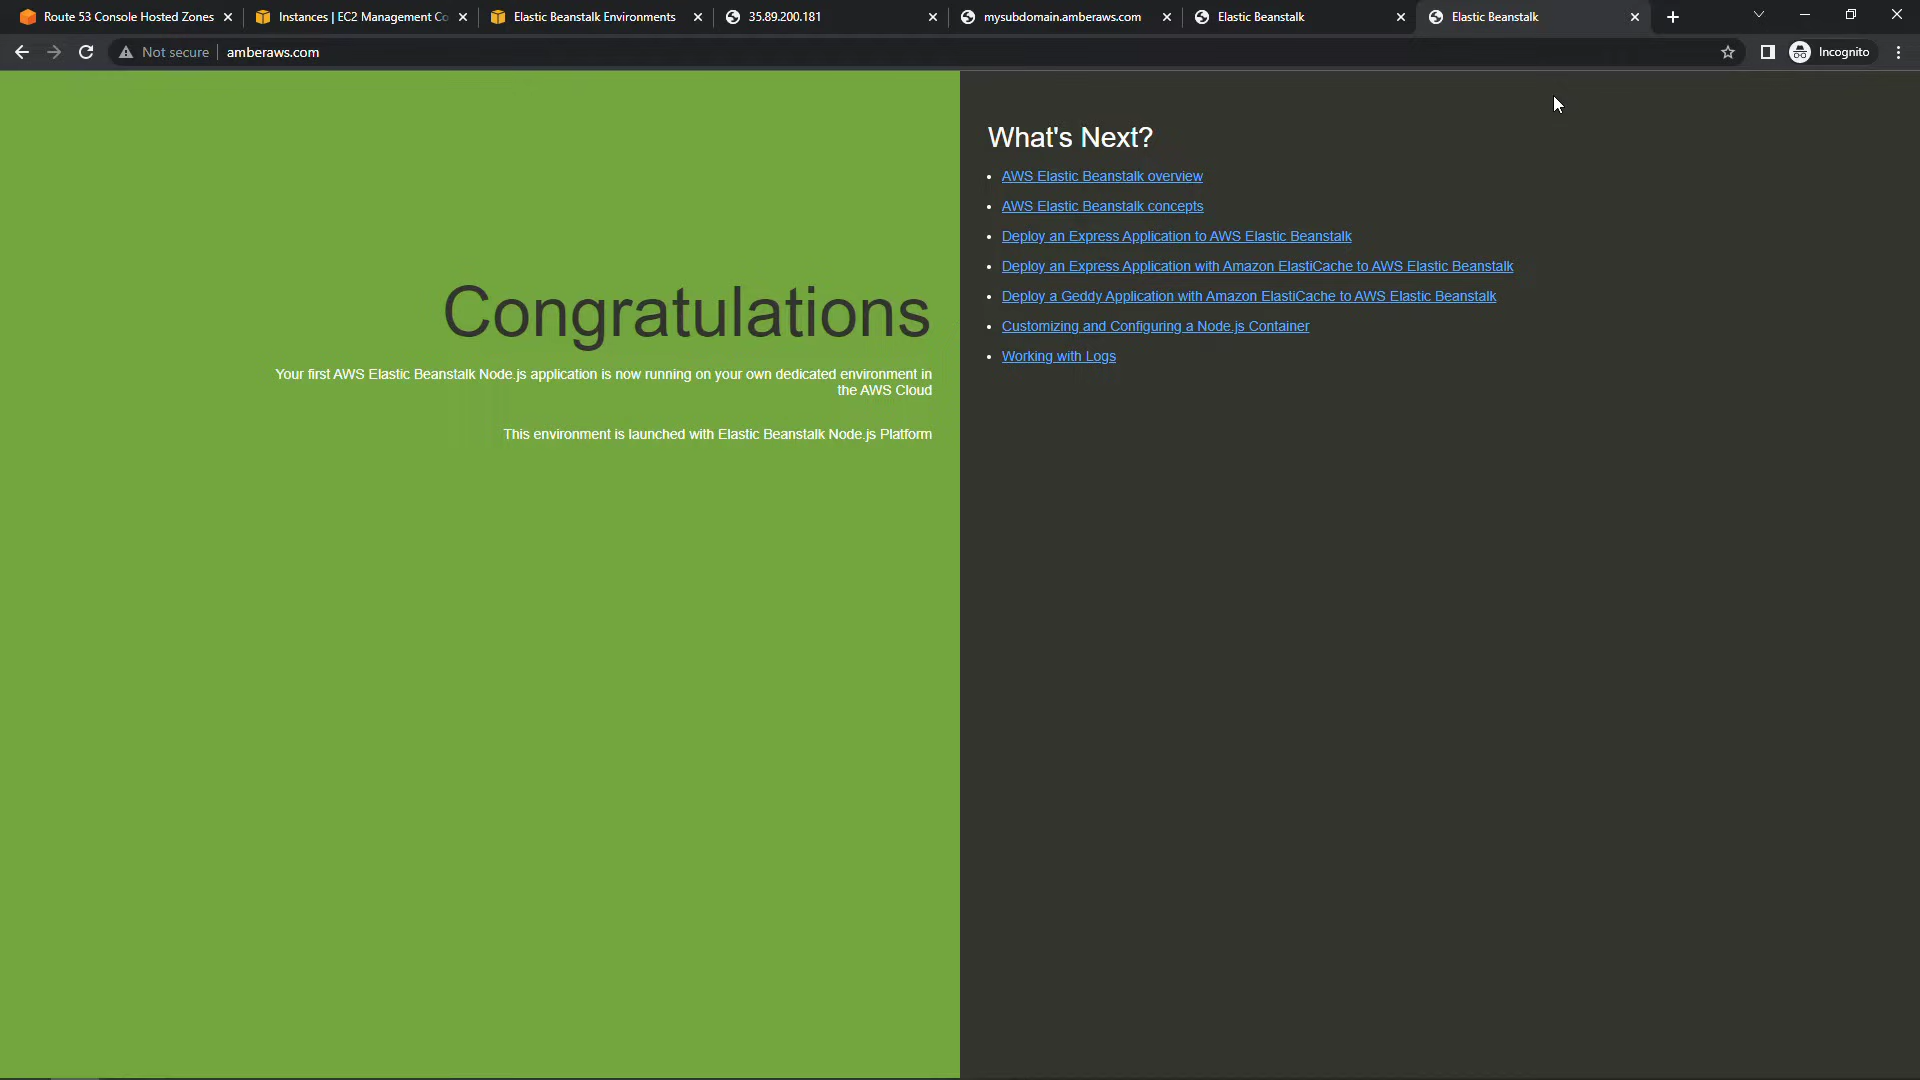 Route 53 Console Hosted Zones
Instances | EC2 Management Co
Elastic Beanstalk Environments
35.89.200.181
mysubdomain.amberaws.com
Elastic Beanstalk
Elastic Beanstalk
Not secure
amberaws.com
Incognito
Congratulations
Your first AWS Elastic Beanstalk Node.js application is now running on your own dedicated environment in
the AWS Cloud
This environment is launched with Elastic Beanstalk Node.js Platform
What's Next?
AWS Elastic Beanstalk overview
AWS Elastic Beanstalk concepts
Deploy an Express Application to AWS Elastic Beanstalk
Deploy an Express Application with Amazon ElastiCache to AWS Elastic Beanstalk
Deploy a Geddy Application with Amazon ElastiCache to AWS Elastic Beanstalk
Customizing and Configuring a Node.js Container
Working with Logs